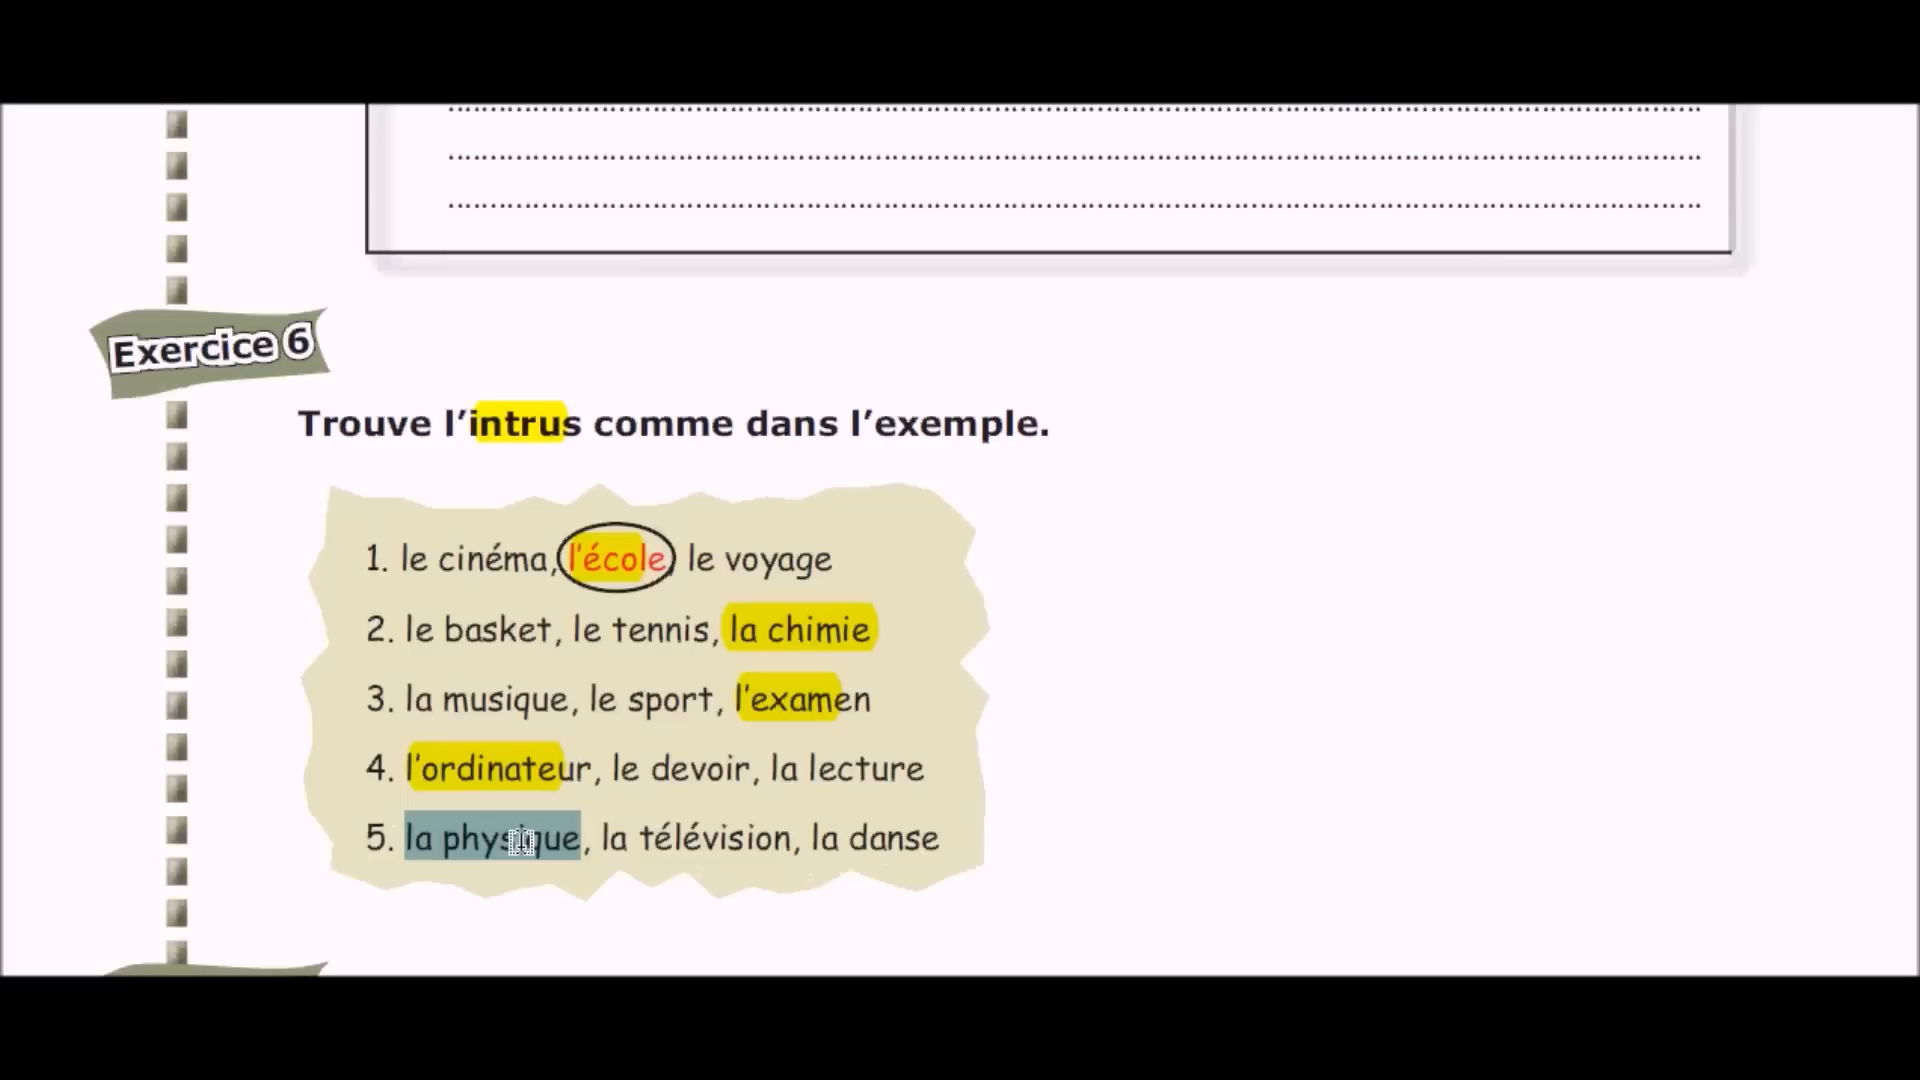 Exercice 6
Trouve l’intrus comme dans l’exemple.
1. le cinéma, l’école, le voyage
2. le basket, le tennis, la chimie
3. la musique, le sport, l’examen
4. l’ordinateur, le devoir, la lecture
5. la physique, la télévision, la danse